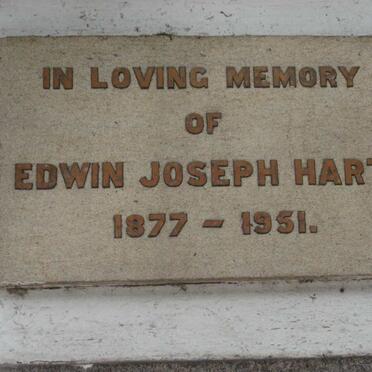 IN LOVING MEMORY
OF
EDWIN JOSEPH HART
1877 - 1951.